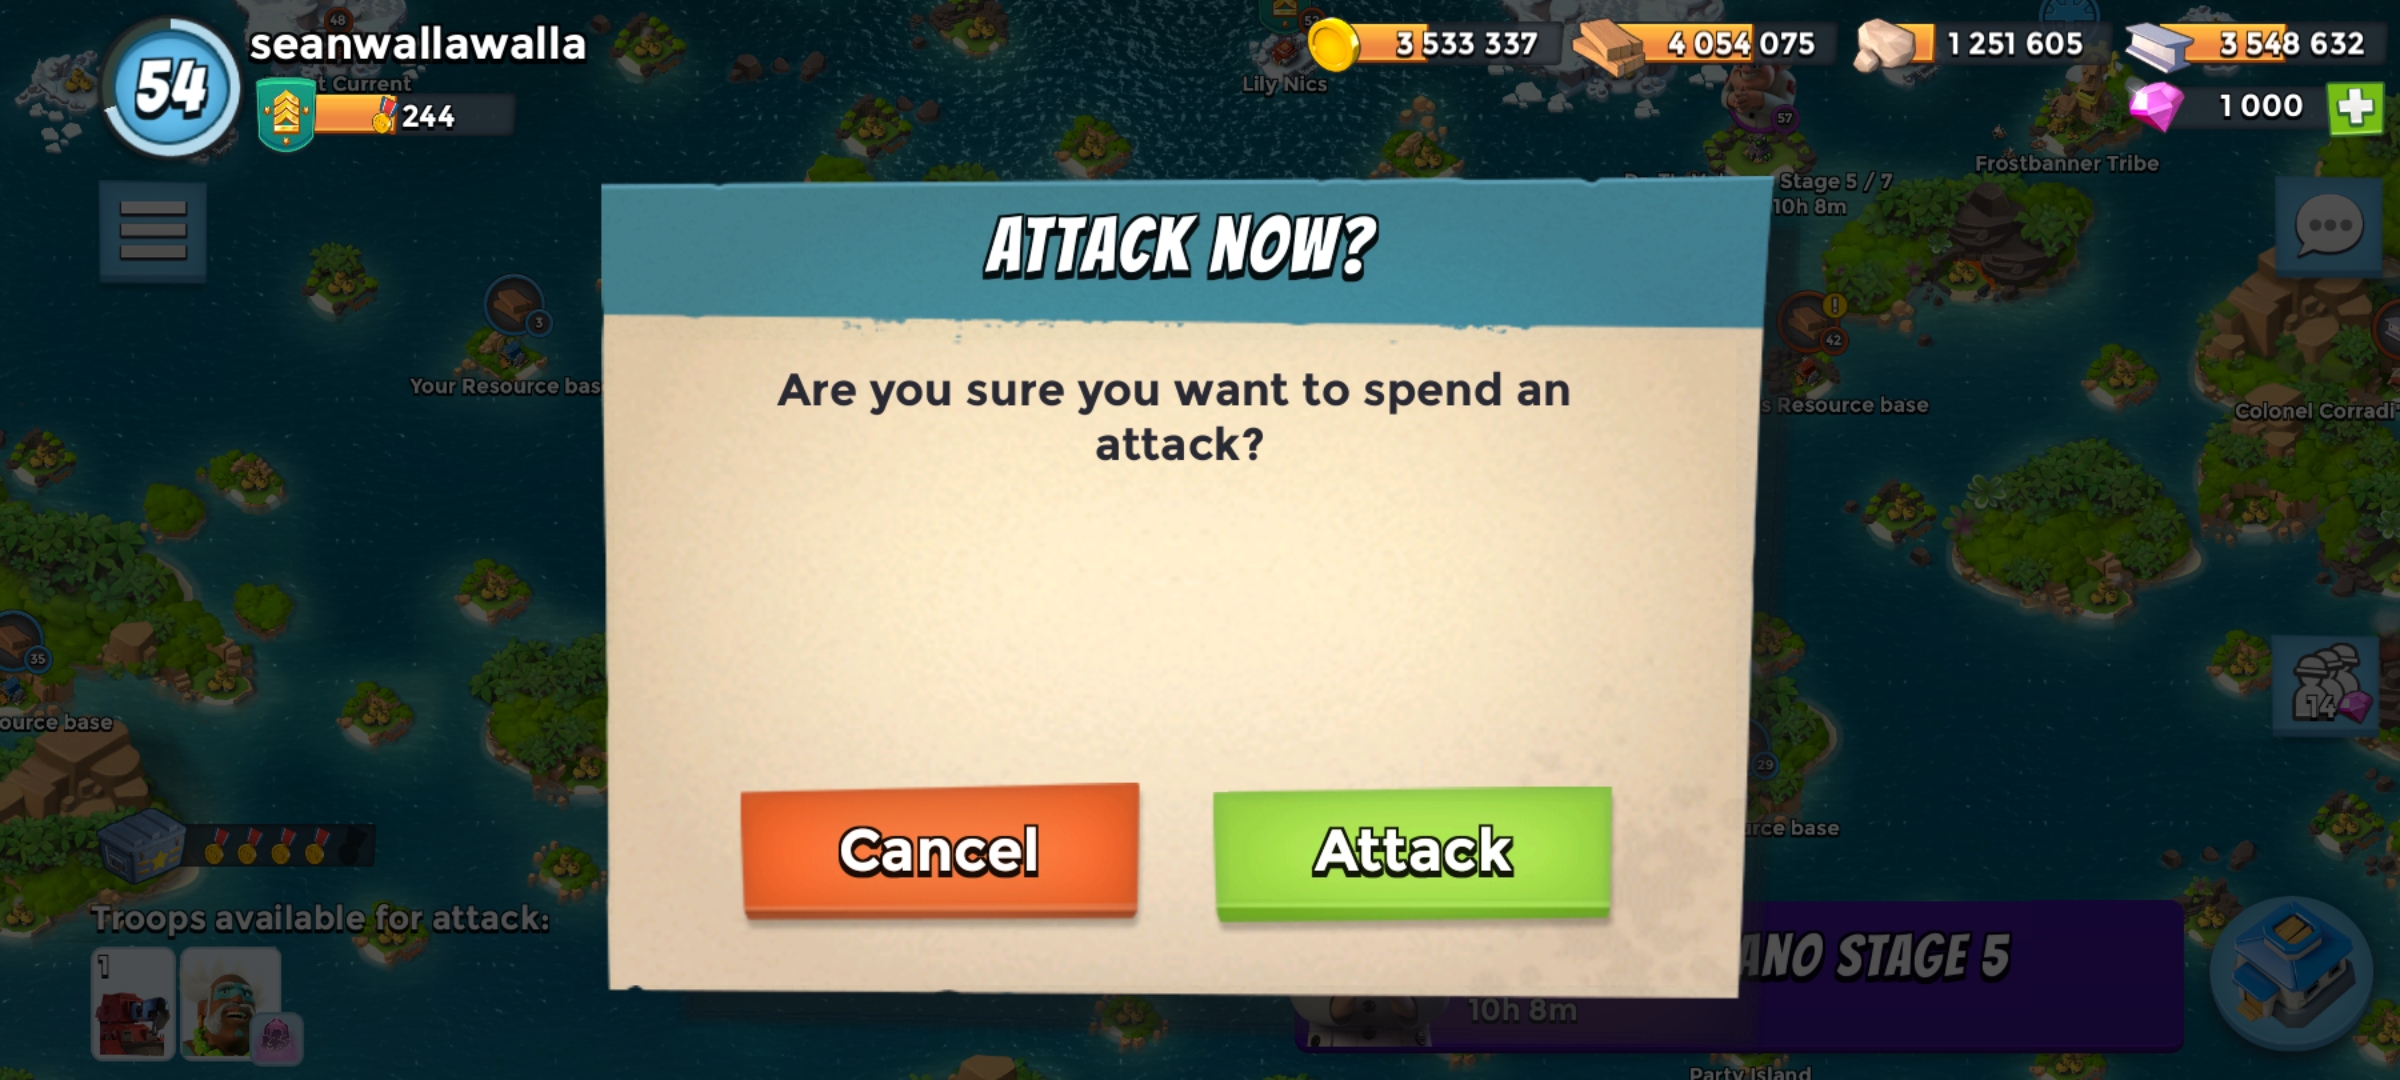 54
seanwallawalla
244
48
t Current
52
Lily Nics
3 533 337
4 054 075
1 251 605
3 548 632
1 000
57
Frostbanner Tribe
Stage 5 / 7
10h 8m
ATTACK NOW?
3
Your Resource bas
42
s Resource base
Colonel Corradi
Are you sure you want to spend an
attack?
35
ource base
14
29
urce base
Cancel
Attack
Troops available for attack:
1
ANO STAGE 5
10h 8m
Party Island